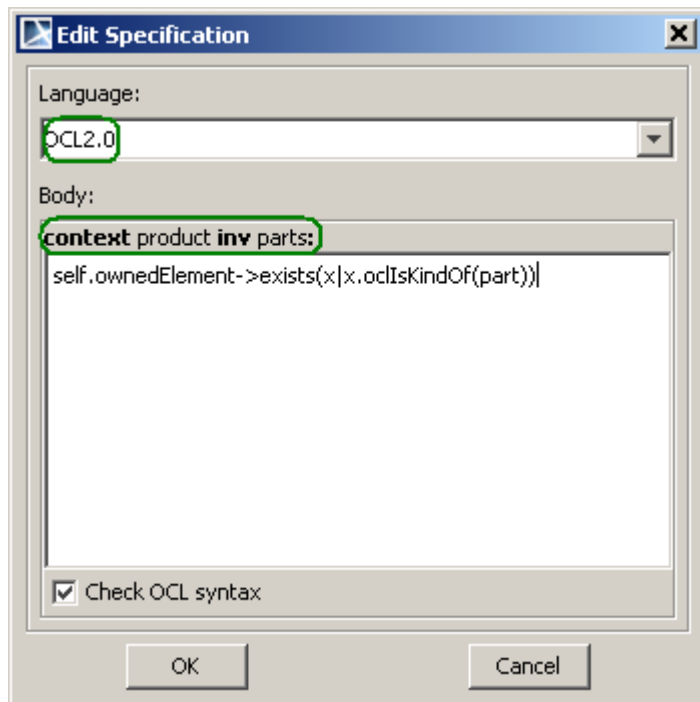 Edit Specification
Language:
OCL2.0
Body:
context product inv parts:
self.ownedElement->exists(x|x.oclIsKindOf(part))
Check OCL syntax
OK
Cancel